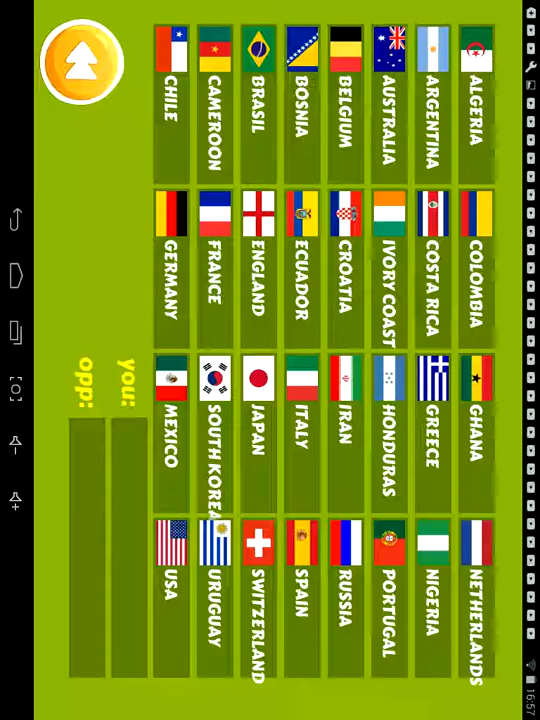 16:57
ALGERIA
COLOMBIA
GHANA
NETHERLANDS
ARGENTINA
COSTA RICA
GREECE
NIGERIA
AUSTRALIA
IVORY COAST
HONDURAS
PORTUGAL
BELGIUM
CROATIA
IRAN
RUSSIA
BOSNIA
ECUADOR
ITALY
SPAIN
BRASIL
ENGLAND
JAPAN
SWITZERLAND
CAMEROON
FRANCE
SOUTH KOREA
URUGUAY
CHILE
GERMANY
MEXICO
USA
you:
opp: